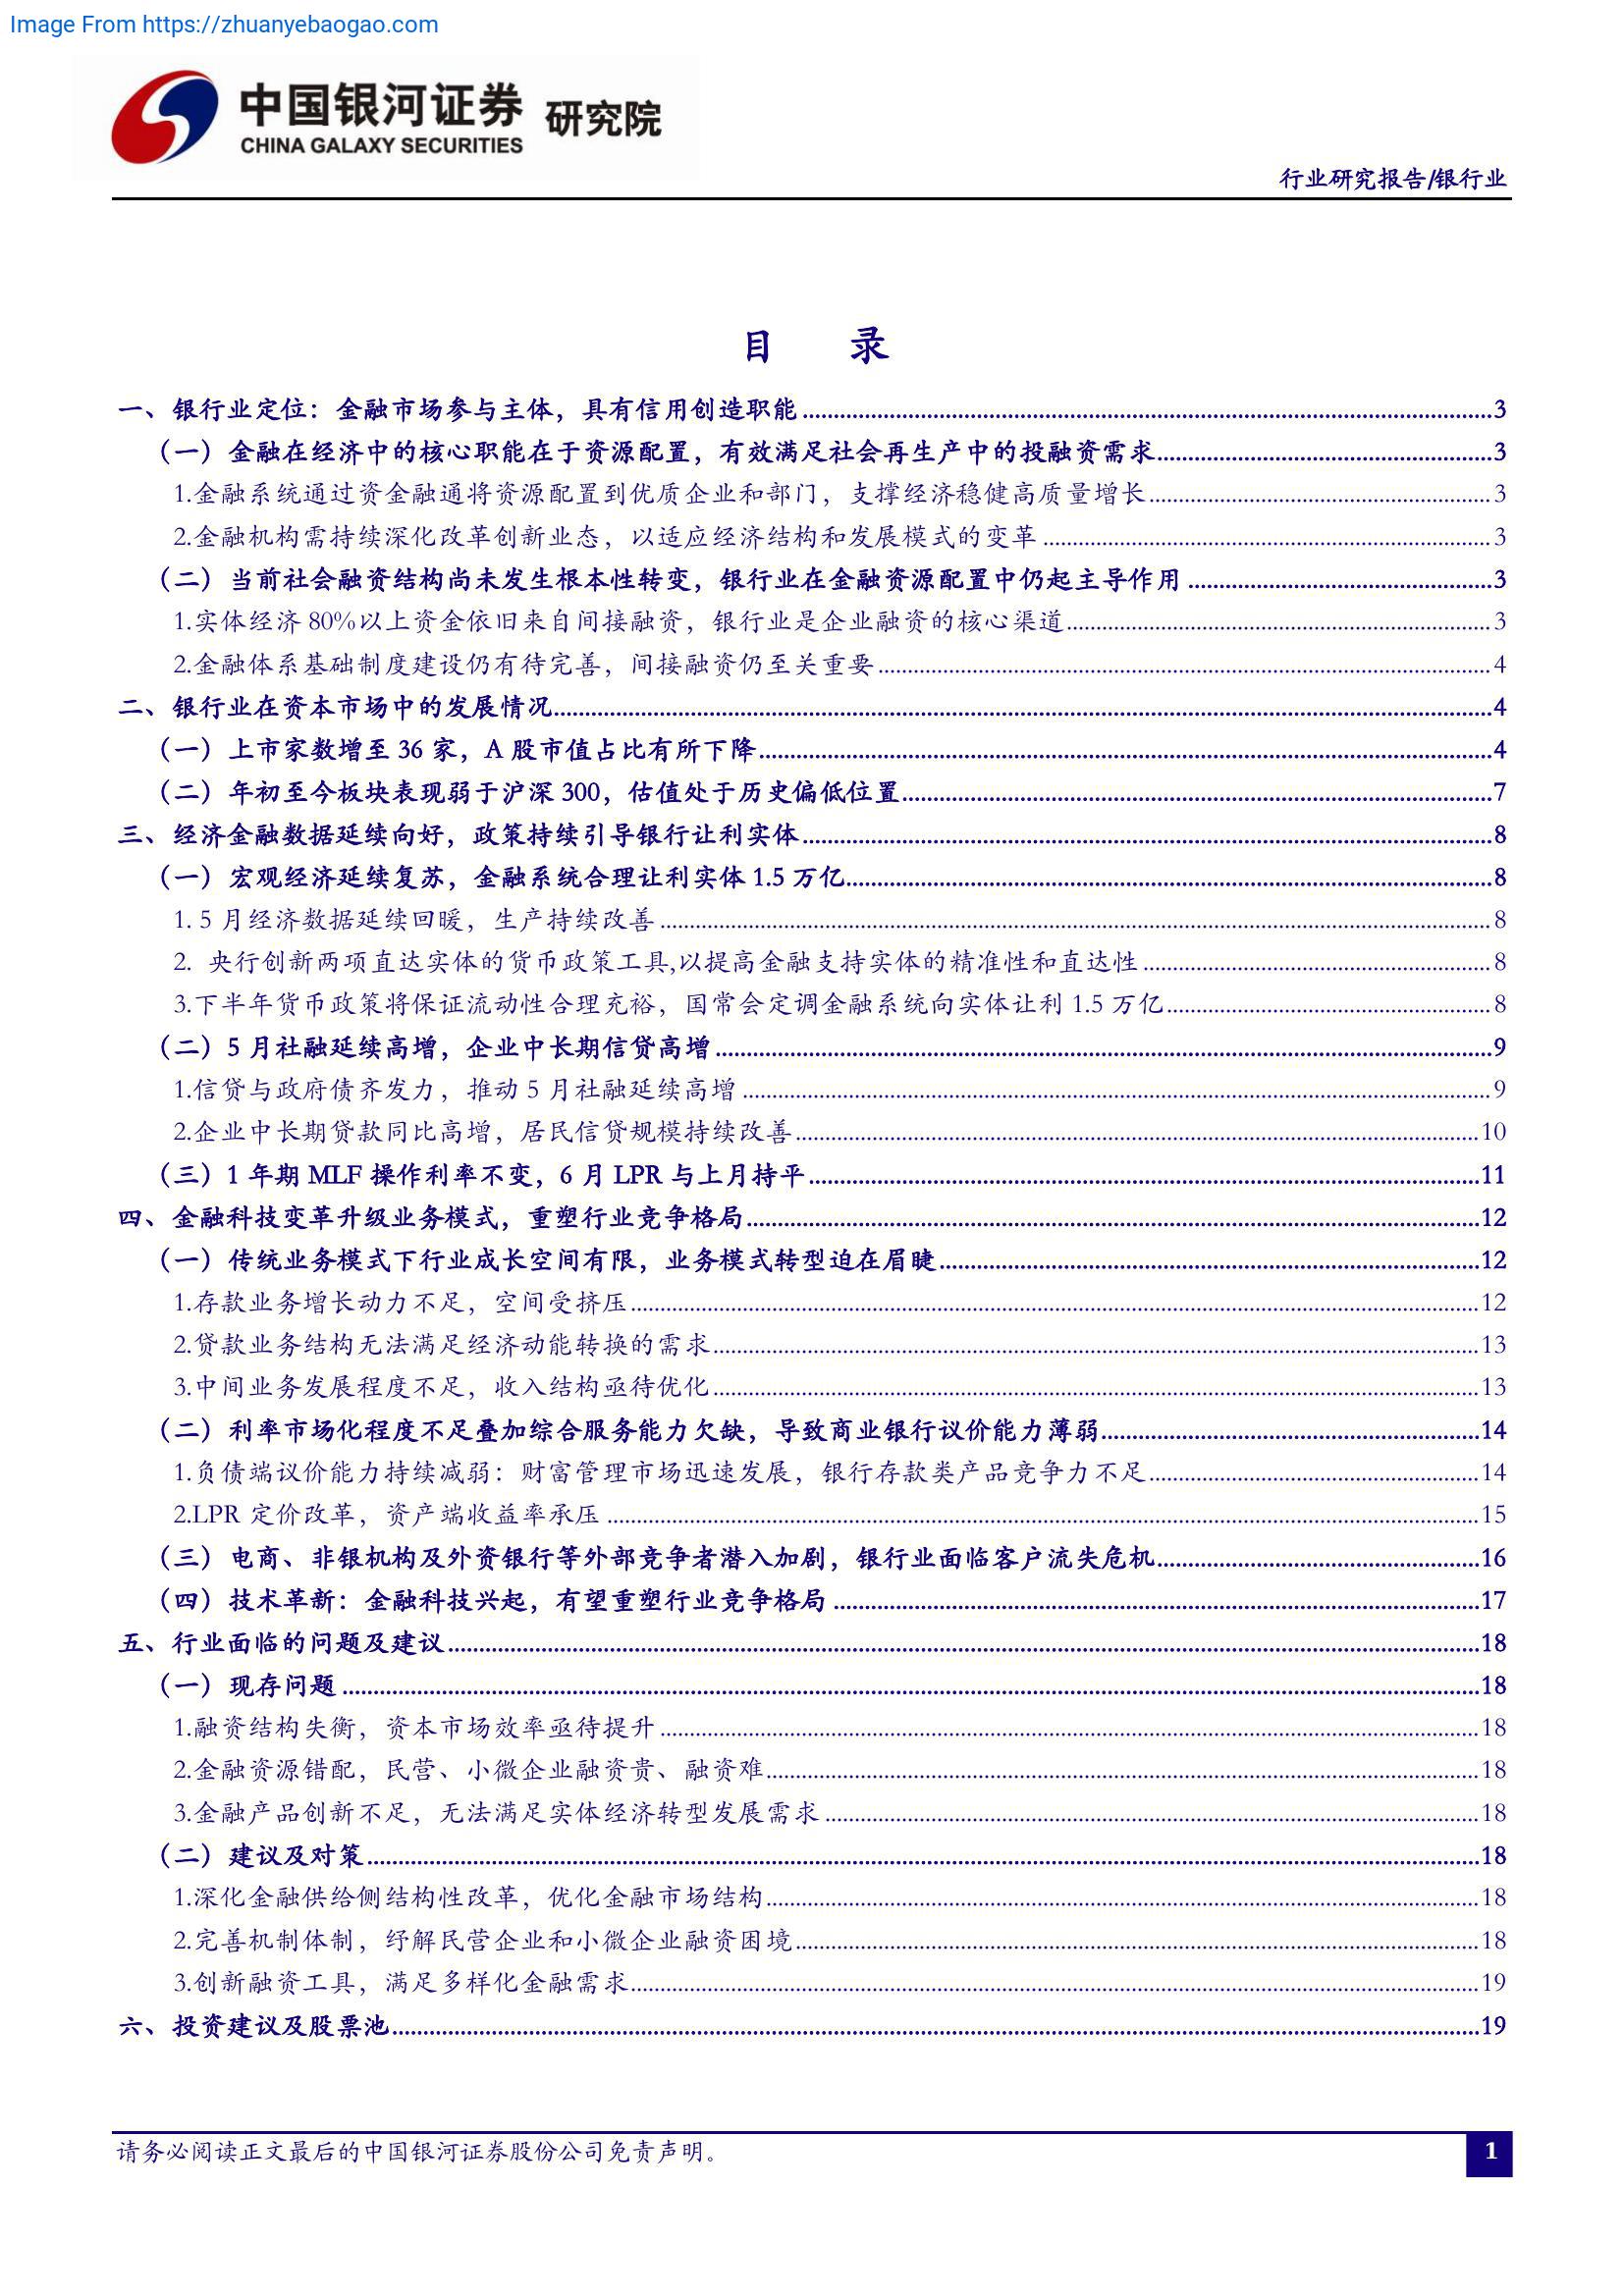 Image From https://zhuanyebaogao.com
中国银河证券 研究院
CHINA GALAXY SECURITIES
行业研究报告/银行业
目 录
一、银行业定位：金融市场参与主体，具有信用创造职能 3
（一）金融在经济中的核心职能在于资源配置，有效满足社会再生产中的投融资需求 3
1.金融系统通过资金融通将资源配置到优质企业和部门，支撑经济稳健高质量增长 3
2.金融机构需持续深化改革创新业态，以适应经济结构和发展模式的变革 3
（二）当前社会融资结构尚未发生根本性转变，银行业在金融资源配置中仍起主导作用 3
1.实体经济 80%以上资金依旧来自间接融资，银行业是企业融资的核心渠道 3
2.金融体系基础制度建设仍有待完善，间接融资仍至关重要 4
二、银行业在资本市场中的发展情况 4
（一）上市家数增至 36 家，A 股市值占比有所下降 4
（二）年初至今板块表现弱于沪深 300，估值处于历史偏低位置 7
三、经济金融数据延续向好，政策持续引导银行让利实体 8
（一）宏观经济延续复苏，金融系统合理让利实体 1.5 万亿 8
1. 5 月经济数据延续回暖，生产持续改善 8
2. 央行创新两项直达实体的货币政策工具,以提高金融支持实体的精准性和直达性 8
3.下半年货币政策将保证流动性合理充裕，国常会定调金融系统向实体让利 1.5 万亿 8
（二）5 月社融延续高增，企业中长期信贷高增 9
1.信贷与政府债齐发力，推动 5 月社融延续高增 9
2.企业中长期贷款同比高增，居民信贷规模持续改善 10
（三）1 年期 MLF 操作利率不变，6 月 LPR 与上月持平 11
四、金融科技变革升级业务模式，重塑行业竞争格局 12
（一）传统业务模式下行业成长空间有限，业务模式转型迫在眉睫 12
1.存款业务增长动力不足，空间受挤压 12
2.贷款业务结构无法满足经济动能转换的需求 13
3.中间业务发展程度不足，收入结构亟待优化 13
（二）利率市场化程度不足叠加综合服务能力欠缺，导致商业银行议价能力薄弱 14
1.负债端议价能力持续减弱：财富管理市场迅速发展，银行存款类产品竞争力不足 14
2.LPR 定价改革，资产端收益率承压 15
（三）电商、非银机构及外资银行等外部竞争者潜入加剧，银行业面临客户流失危机 16
（四）技术革新：金融科技兴起，有望重塑行业竞争格局 17
五、行业面临的问题及建议 18
（一）现存问题 18
1.融资结构失衡，资本市场效率亟待提升 18
2.金融资源错配，民营、小微企业融资贵、融资难 18
3.金融产品创新不足，无法满足实体经济转型发展需求 18
（二）建议及对策 18
1.深化金融供给侧结构性改革，优化金融市场结构 18
2.完善机制体制，纾解民营企业和小微企业融资困境 18
3.创新融资工具，满足多样化金融需求 19
六、投资建议及股票池 19
请务必阅读正文最后的中国银河证券股份公司免责声明。
1